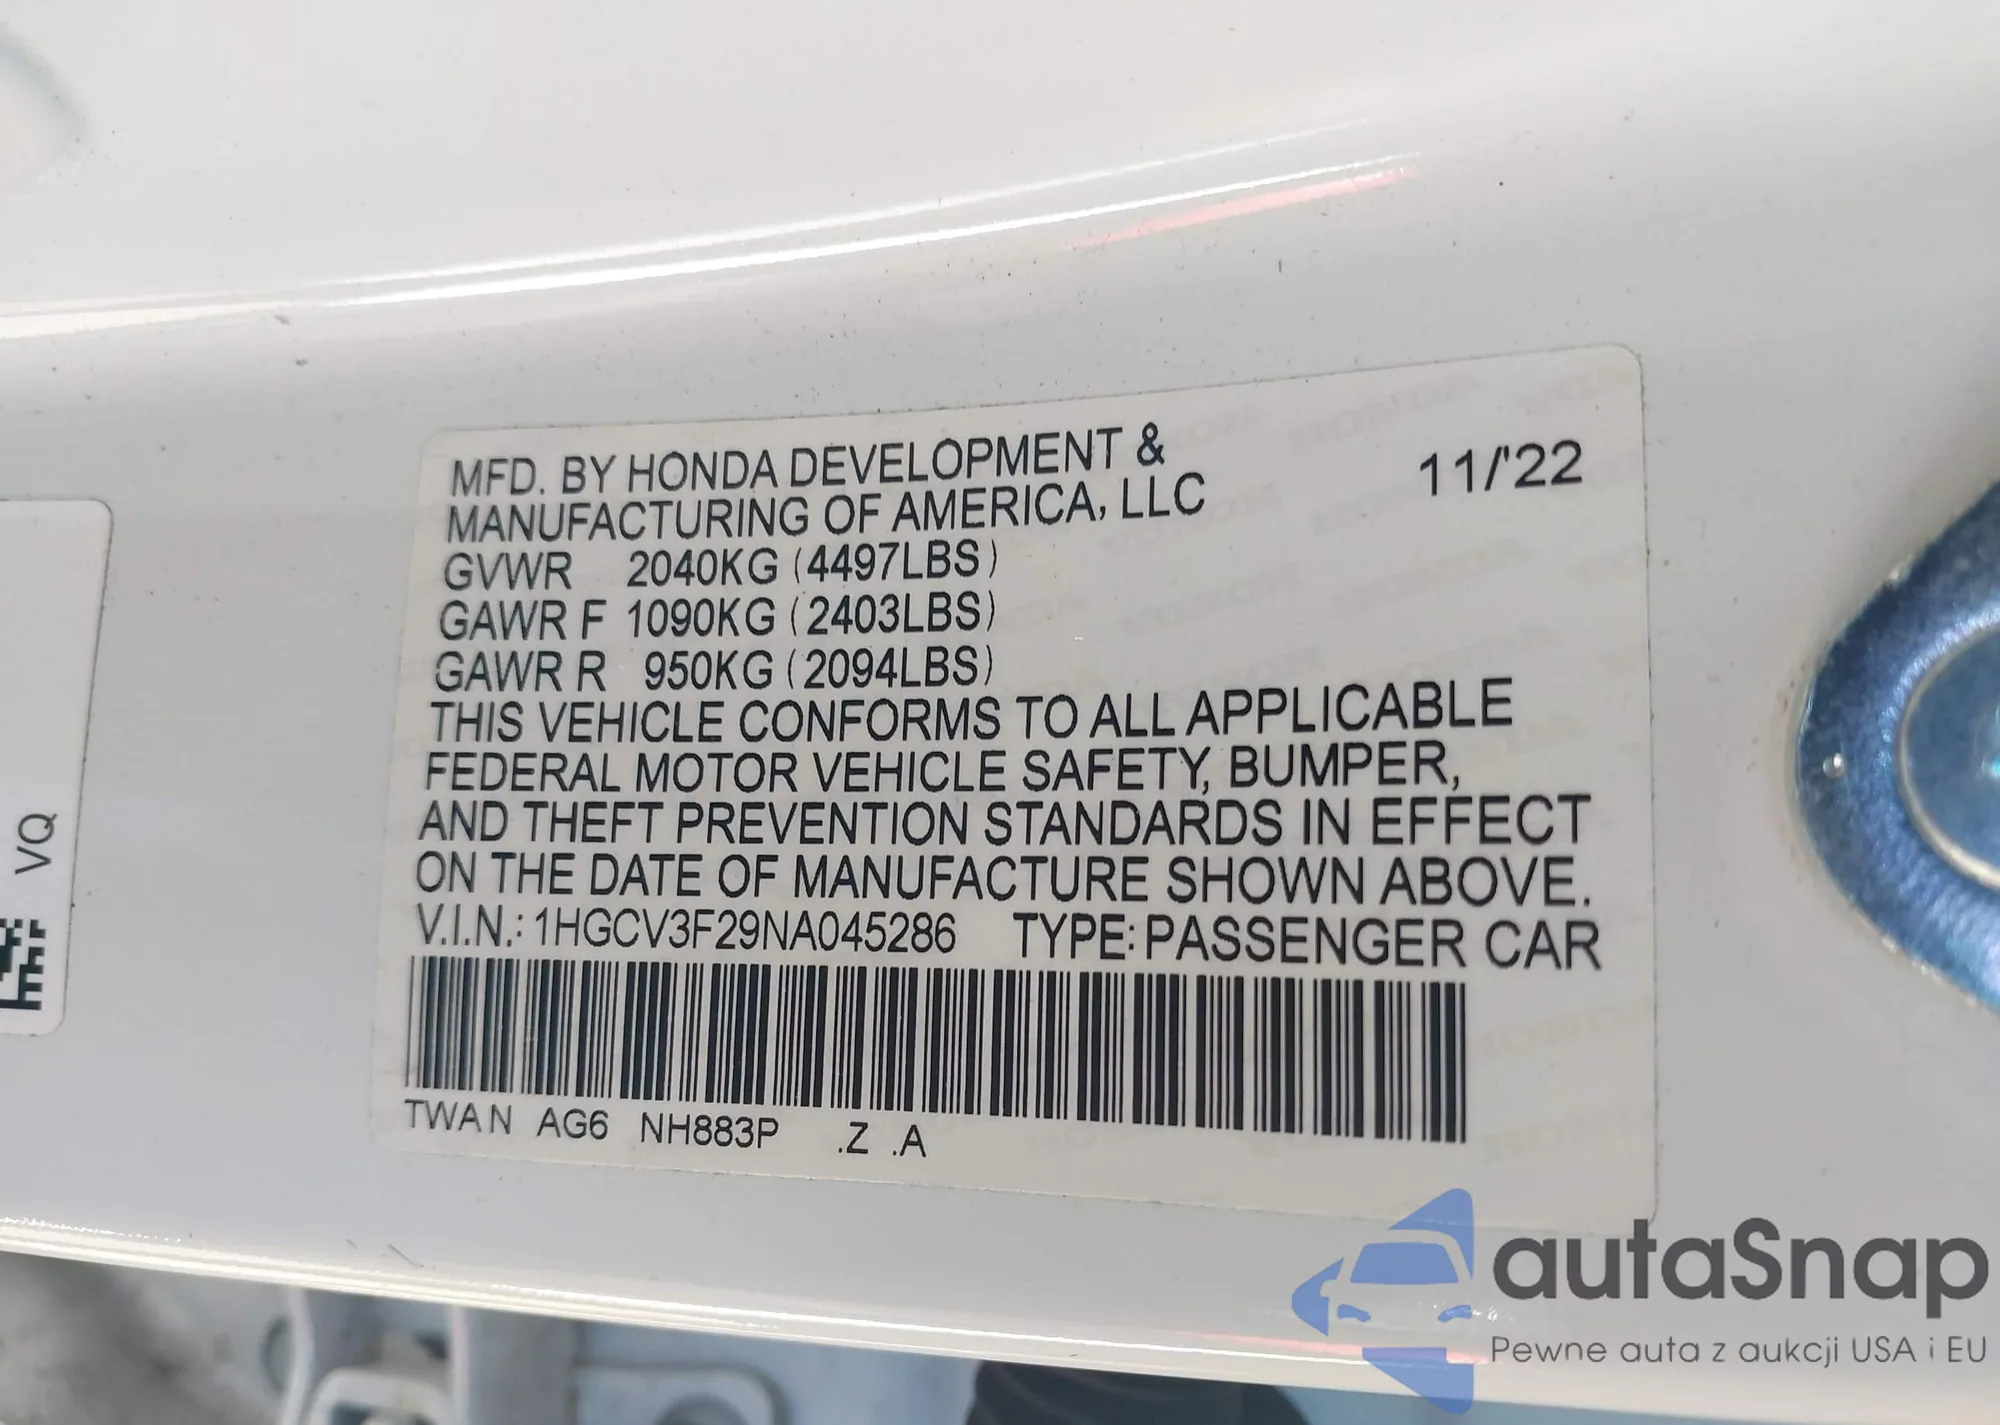 MFD. BY HONDA DEVELOPMENT &
MANUFACTURING OF AMERICA, LLC
11/'22
GVWR 2040KG (4497LBS)
GAWR F 1090KG (2403LBS)
GAWR R 950KG (2094LBS)
THIS VEHICLE CONFORMS TO ALL APPLICABLE
FEDERAL MOTOR VEHICLE SAFETY, BUMPER,
AND THEFT PREVENTION STANDARDS IN EFFECT
ON THE DATE OF MANUFACTURE SHOWN ABOVE.
V.I.N.: 1HGCV3F29NA045286 TYPE: PASSENGER CAR
TWAN AG6 NH883P .Z .A
VQ
autaSnap
Pewne auta z aukcji USA i EU